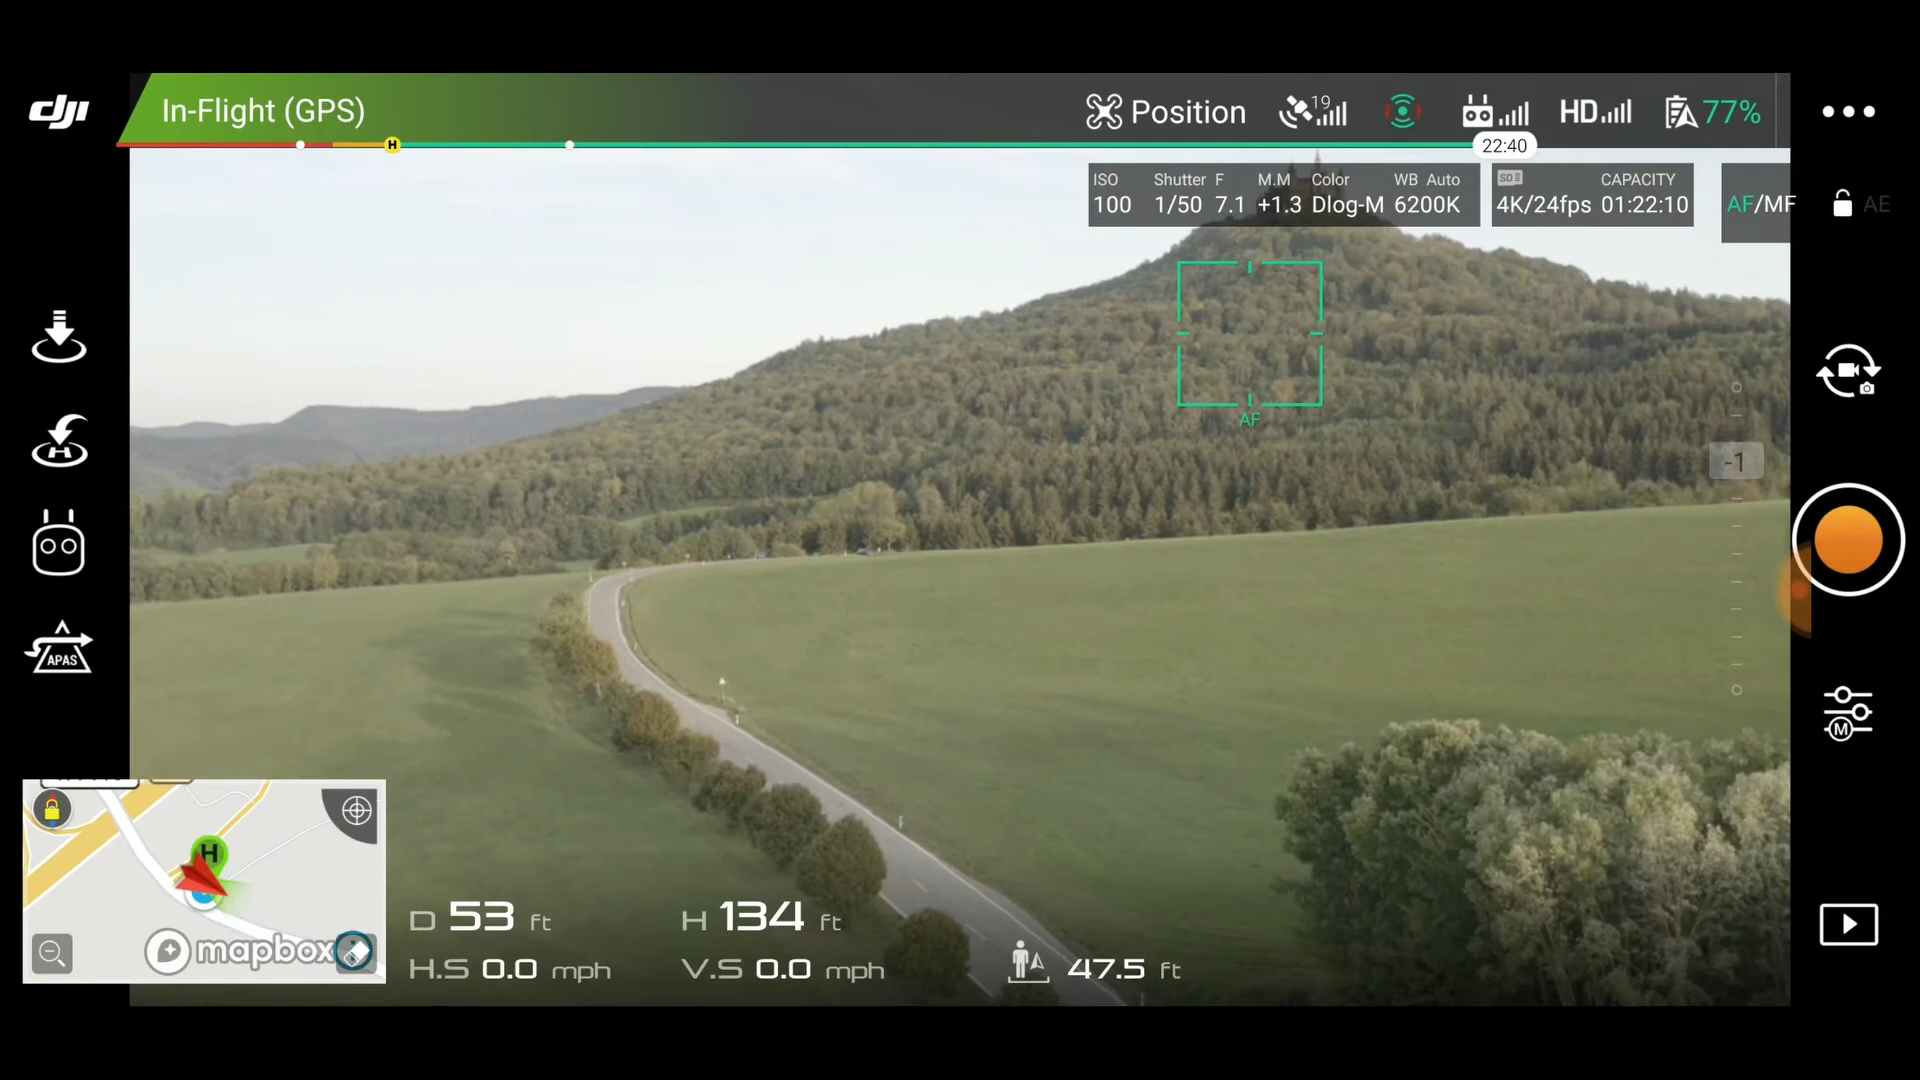 dji
In-Flight (GPS)
Position
19
HD
77%
H
22:40
ISO Shutter F M.M Color WB Auto
100 1/50 7.1 +1.3 Dlog-M 6200K
SD CAPACITY
4K/24fps 01:22:10
AF/MF
AE
AF
-1
H
APAS
M
H
mapbox
D 53 ft
H 134 ft
H.S 0.0 mph
V.S 0.0 mph
47.5 ft